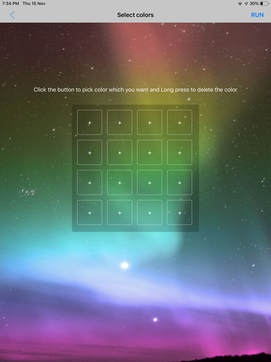 7:34 PM Thu 15 Nov 30%
Select colors RUN
Click the button to pick color which you want and Long press to delete the color
+ + + +
+ + + +
+ + + +
+ + + +